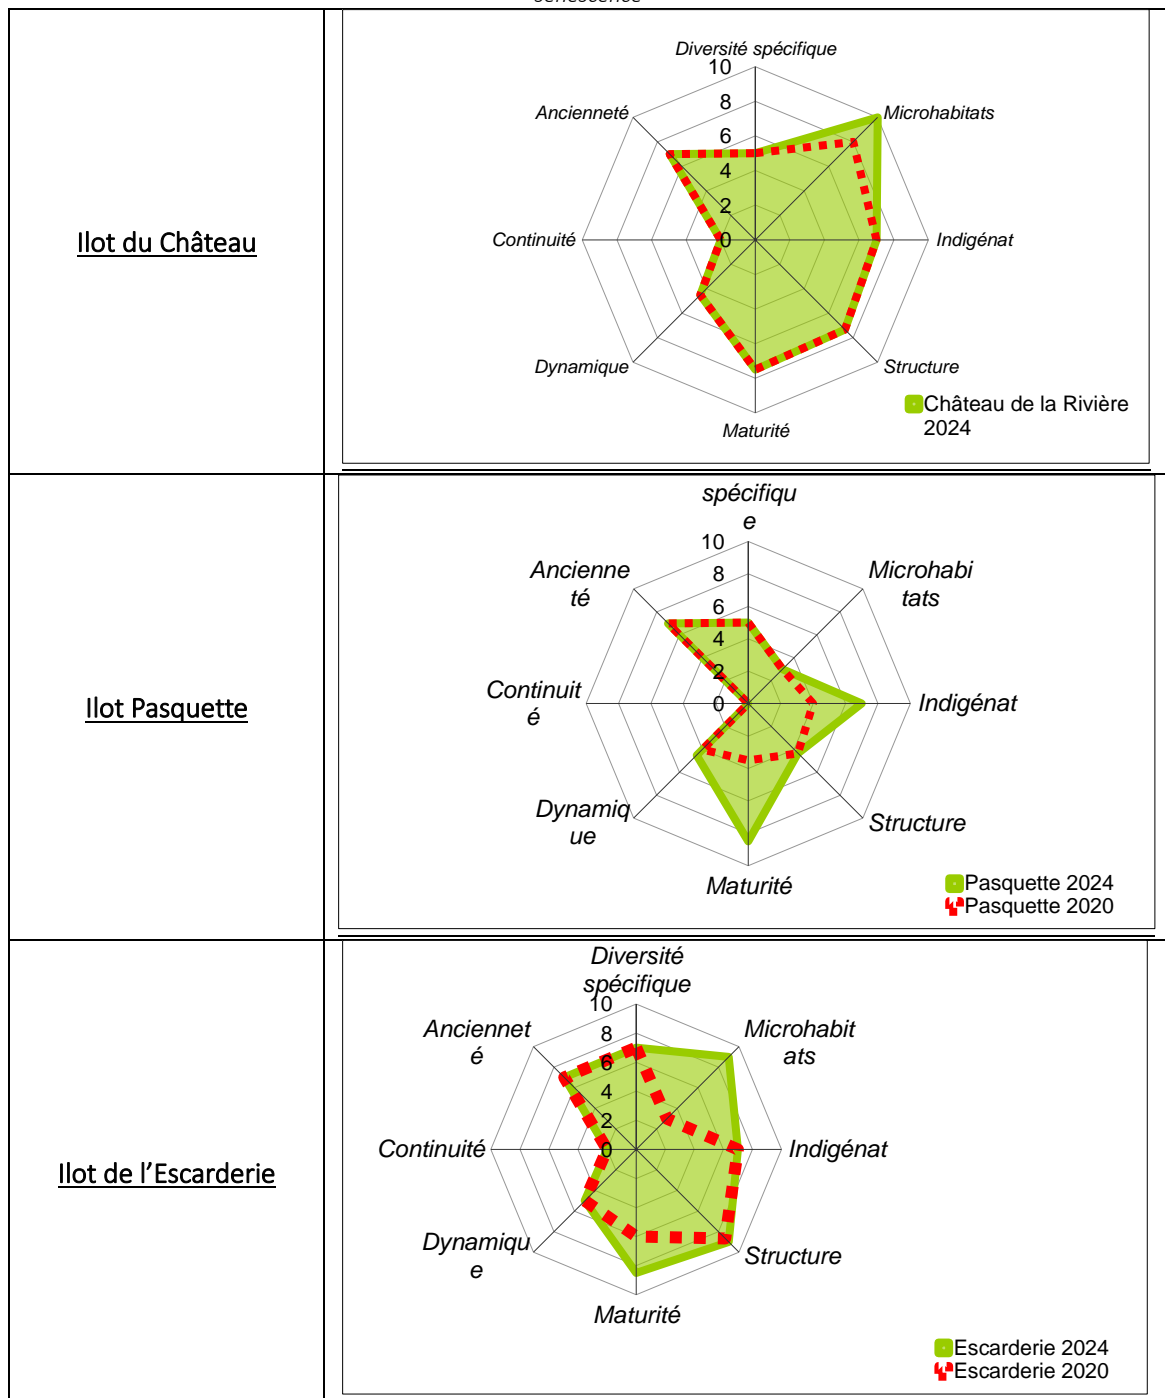 Ilot du Château
Diversité spécifique
10
8
6
4
2
0
Microhabitats
Indigénat
Structure
Maturité
Dynamique
Continuité
Ancienneté
Château de la Rivière
2024
Ilot Pasquette
spécifiqu
e
10
8
6
4
2
0
Microhabi
tats
Indigénat
Structure
Maturité
Dynamiq
ue
Continuit
é
Ancienne
té
Pasquette 2024
Pasquette 2020
Ilot de l'Escarderie
Diversité
spécifique
10
8
6
4
2
0
Microhabit
ats
Indigénat
Structure
Maturité
Dynamiqu
e
Continuité
Anciennet
é
Escarderie 2024
Escarderie 2020